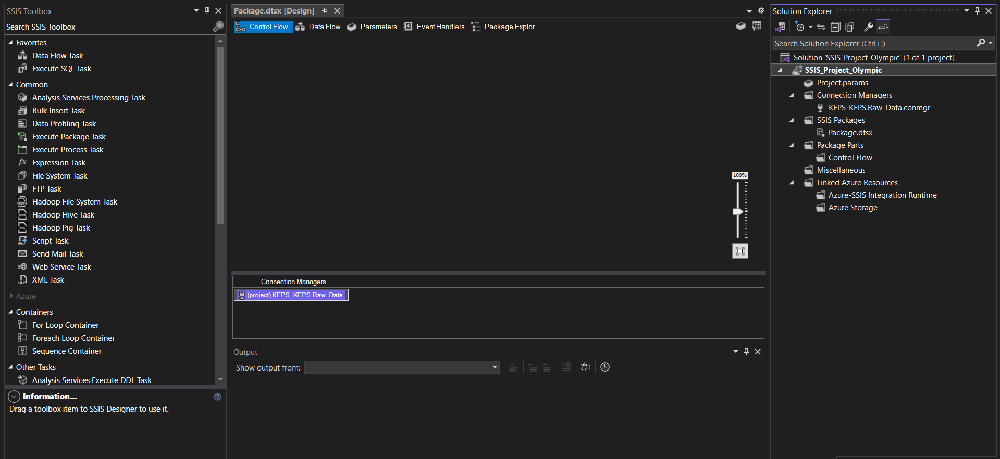 SSIS Toolbox
Search SSIS Toolbox
Favorites
Data Flow Task
Execute SQL Task
Common
Analysis Services Processing Task
Bulk Insert Task
Data Profiling Task
Execute Package Task
Execute Process Task
Expression Task
File System Task
FTP Task
Hadoop File System Task
Hadoop Hive Task
Hadoop Pig Task
Script Task
Send Mail Task
Web Service Task
XML Task
Azure
Containers
For Loop Container
Foreach Loop Container
Sequence Container
Other Tasks
Analysis Services Execute DDL Task
Information...
Drag a toolbox item to SSIS Designer to use it.
Package.dtsx [Design]
Control Flow Data Flow Parameters Event Handlers Package Explor...
100%
Connection Managers
(project) KEPS_KEPS.Raw_Data
Output
Show output from:
Solution Explorer
Search Solution Explorer (Ctrl+;)
Solution 'SSIS_Project_Olympic' (1 of 1 project)
SSIS_Project_Olympic
Project.params
Connection Managers
KEPS_KEPS.Raw_Data.conmgr
SSIS Packages
Package.dtsx
Package Parts
Control Flow
Miscellaneous
Linked Azure Resources
Azure-SSIS Integration Runtime
Azure Storage